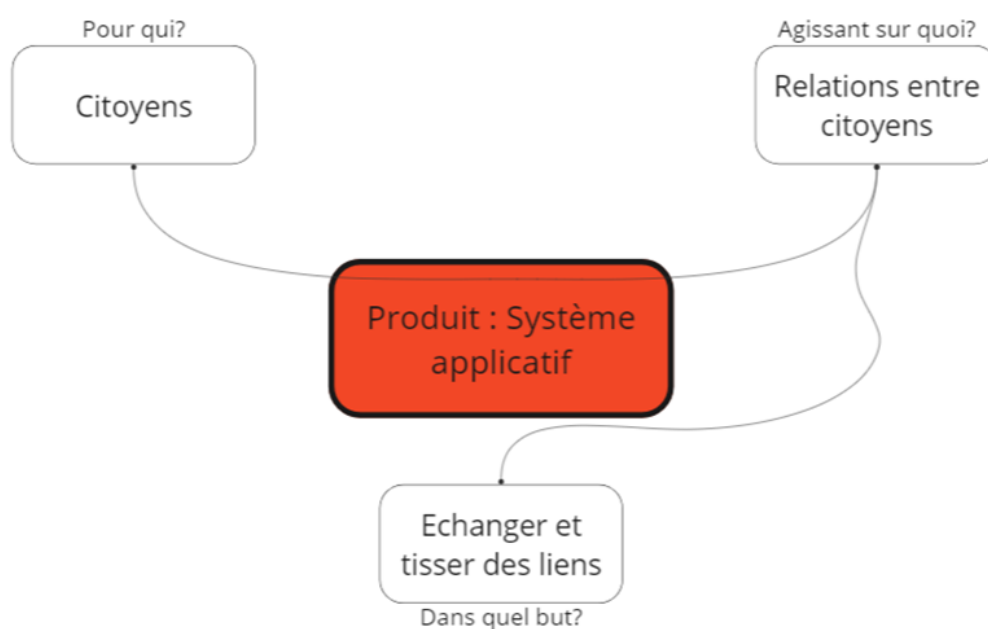 Pour qui?
Citoyens
Agissant sur quoi?
Relations entre
citoyens
Produit : Système
applicatif
Echanger et
tisser des liens
Dans quel but?